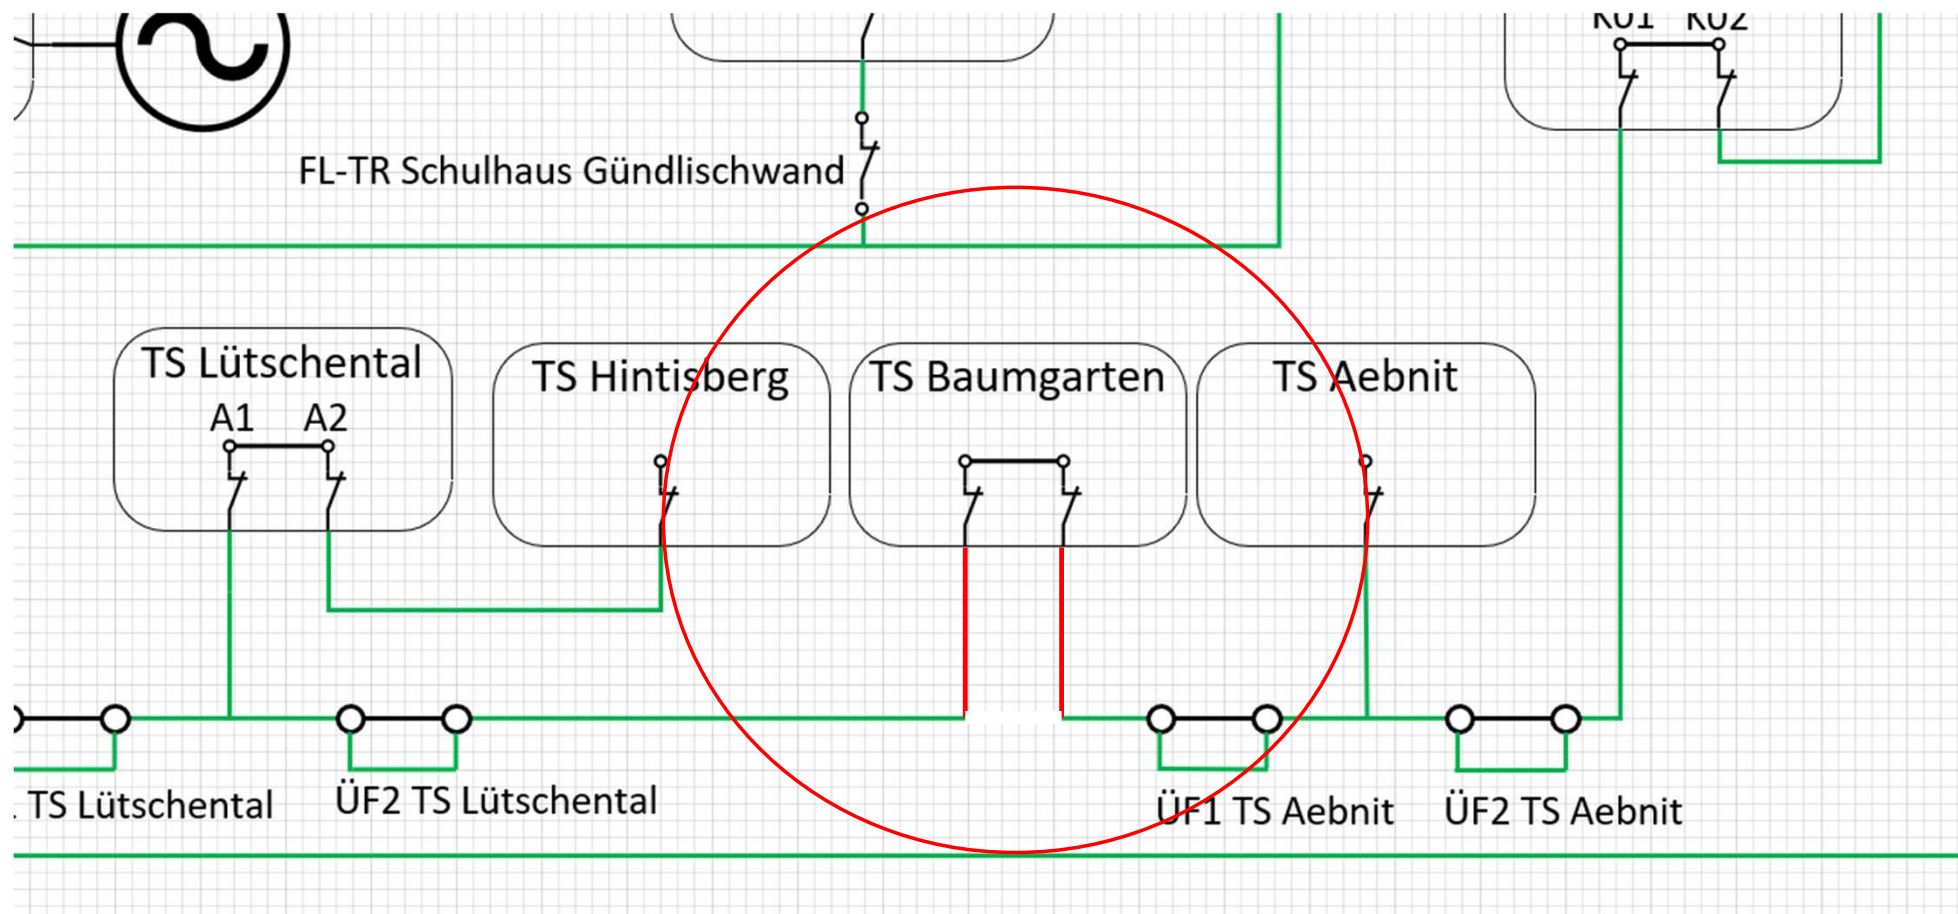 KU1 KU2
FL-TR Schulhaus Gündlischwand
TS Lütschental
A1 A2
TS Hintisberg
TS Baumgarten
TS Aebnit
TS Lütschental
ÜF2 TS Lütschental
ÜF1 TS Aebnit
ÜF2 TS Aebnit